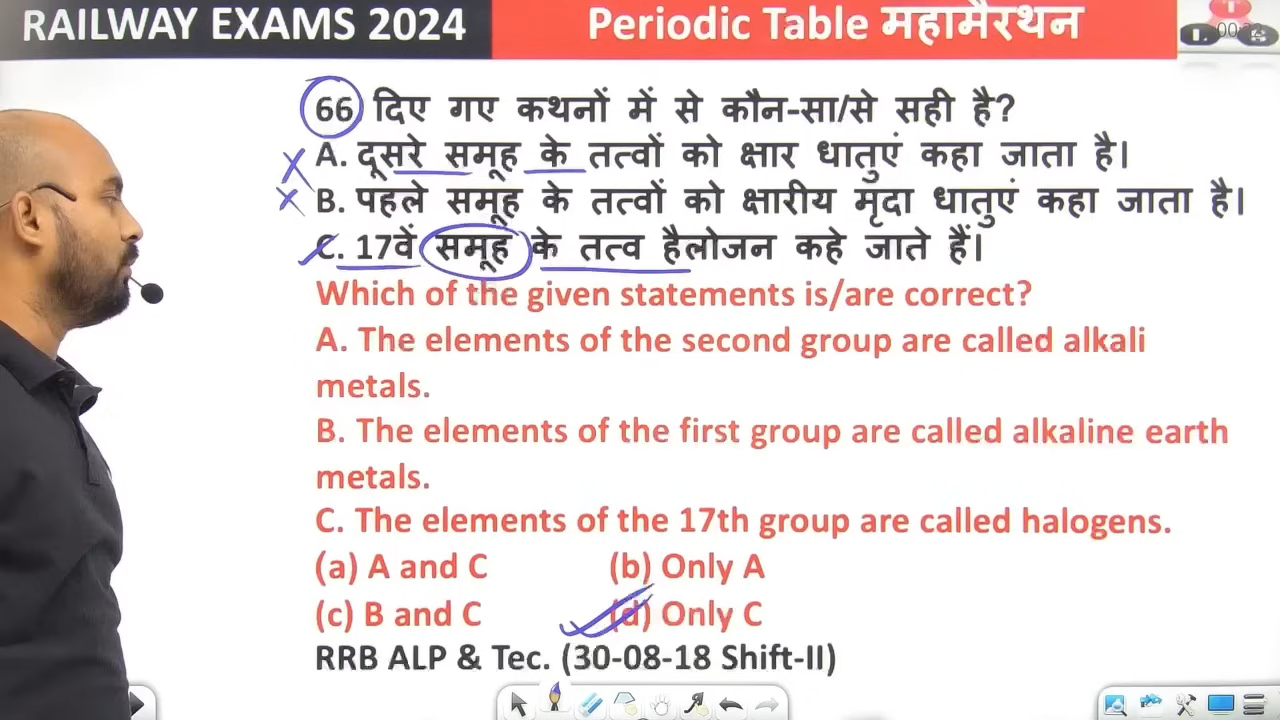 RAILWAY EXAMS 2024
Periodic Table महामैरथन
66 दिए गए कथनों में से कौन-सा/से सही है?
A. दूसरे समूह के तत्वों को क्षार धातुएं कहा जाता है।
B. पहले समूह के तत्वों को क्षारीय मृदा धातुएं कहा जाता है।
C. 17वें समूह के तत्व हैलोजन कहे जाते हैं।
Which of the given statements is/are correct?
A. The elements of the second group are called alkali
metals.
B. The elements of the first group are called alkaline earth
metals.
C. The elements of the 17th group are called halogens.
(a) A and C (b) Only A
(c) B and C (d) Only C
RRB ALP & Tec. (30-08-18 Shift-II)